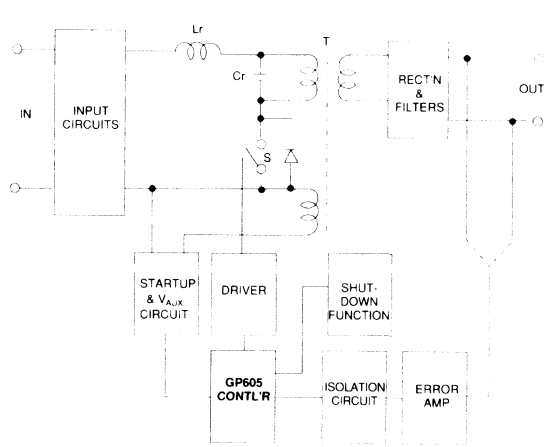 Lr
T
Cr
RECT'N
&
FILTERS
OUT
IN
INPUT
CIRCUITS
S
STARTUP
& VAUX
CIRCUIT
DRIVER
SHUT-
DOWN
FUNCTION
GP605
CONTL'R
ISOLATION
CIRCUIT
ERROR
AMP